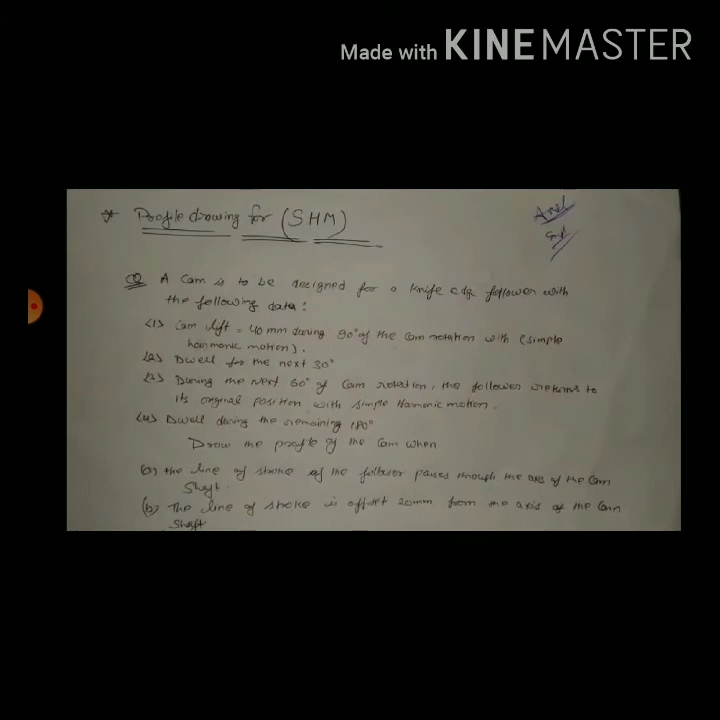 Made with KINEMASTER
* Profile drawing for (SHM)
Q A Cam is to be designed for a knife edge follower with
the following data:
(1) Cam lift = 40 mm during 90° of the Cam rotation with (simple
harmonic motion).
(2) Dwell for the next 30°
(3) During the next 60° of Cam rotation, the follower returns to
its original position with simple Hamonic motion.
(4) Dwell during the remaining 180°
Draw the profile of the Cam when
(a) the line of stroke of the follower passes through the axis of the Cam
Shaft.
(b) The line of stroke is offset 20mm from the axis of the Cam
Shaft